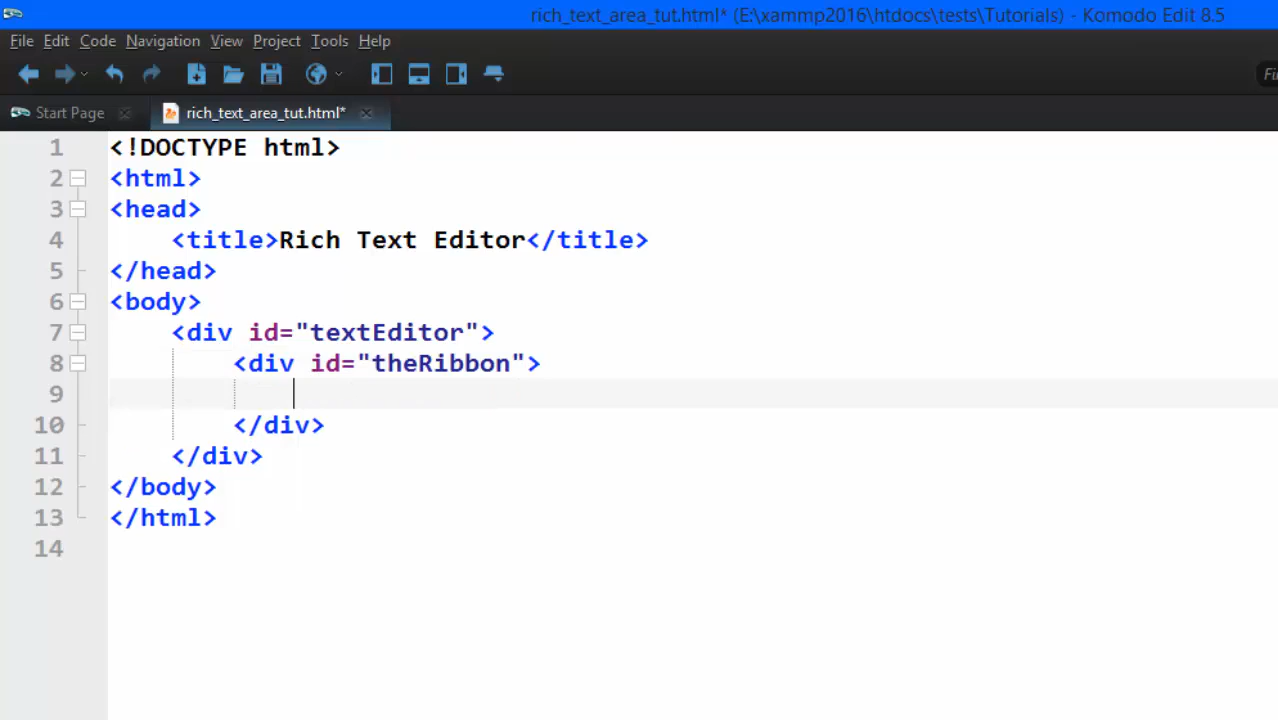 rich_text_area_tut.html* (E:\xammp2016\htdocs\tests\Tutorials) - Komodo Edit 8.5
File Edit Code Navigation View Project Tools Help
Fi
Start Page rich_text_area_tut.html*
1 <!DOCTYPE html>
2 <html>
3 <head>
4 <title>Rich Text Editor</title>
5 </head>
6 <body>
7 <div id="textEditor">
8 <div id="theRibbon">
9
10 </div>
11 </div>
12 </body>
13 </html>
14